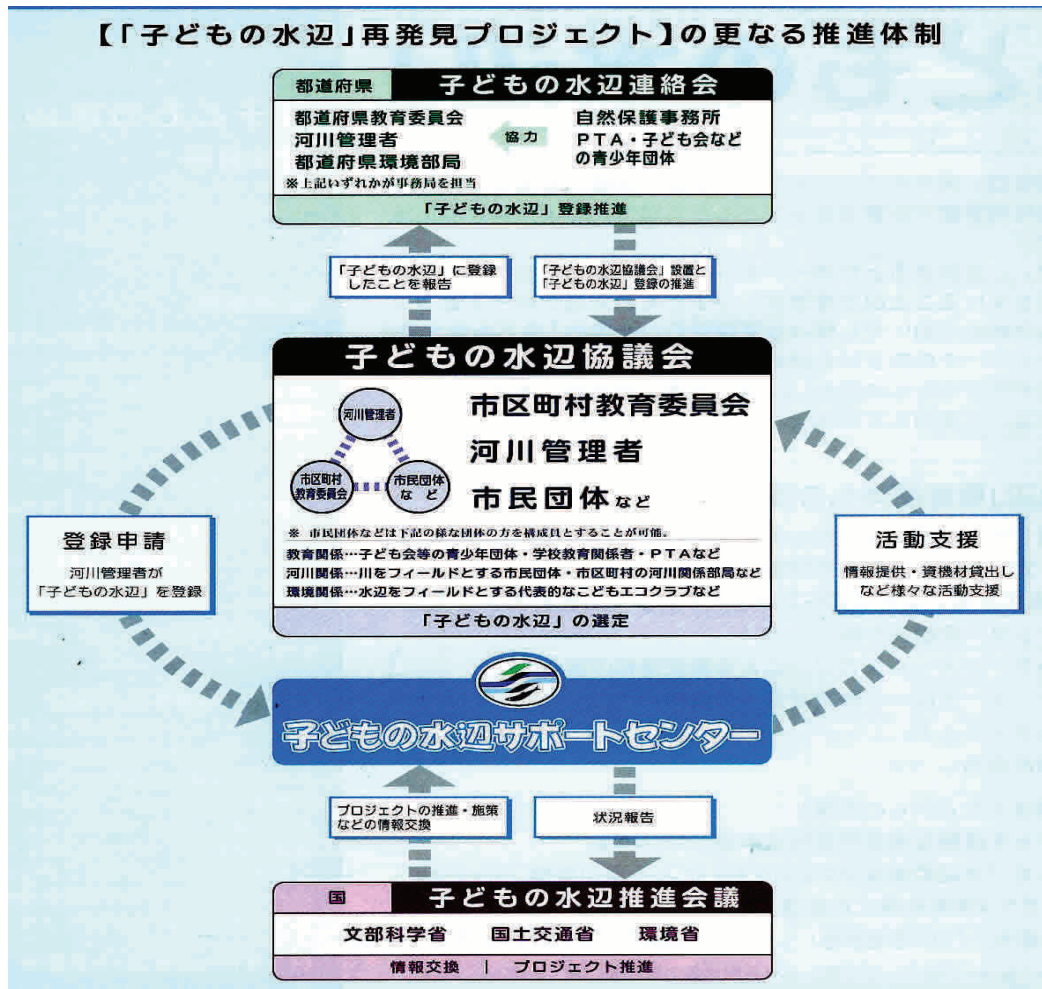 【「子どもの水辺」再発見プロジェクト】の更なる推進体制
都道府県 子どもの水辺連絡会
都道府県教育委員会
河川管理者
都道府県環境部局
※上記いずれかが事務局を担当
協力
自然保護事務所
PTA・子ども会など
の青少年団体
「子どもの水辺」登録推進
「子どもの水辺」に登録
したことを報告
「子どもの水辺協議会」設置と
「子どもの水辺」登録の推進
子どもの水辺協議会
河川管理者
市区町村
教育委員会
市民団体
など
市区町村教育委員会
河川管理者
市民団体など
※ 市民団体などは下記の様な団体の方を構成員とすることが可能。
教育関係…子ども会等の青少年団体・学校教育関係者・PTAなど
河川関係…川をフィールドとする市民団体・市区町村の河川関係部局など
環境関係…水辺をフィールドとする代表的なこどもエコクラブなど
「子どもの水辺」の選定
登録申請
河川管理者が
「子どもの水辺」を登録
活動支援
情報提供・資機材貸出し
など様々な活動支援
子どもの水辺サポートセンター
プロジェクトの推進・施策
などの情報交換
状況報告
国 子どもの水辺推進会議
文部科学省 国土交通省 環境省
情報交換 | プロジェクト推進